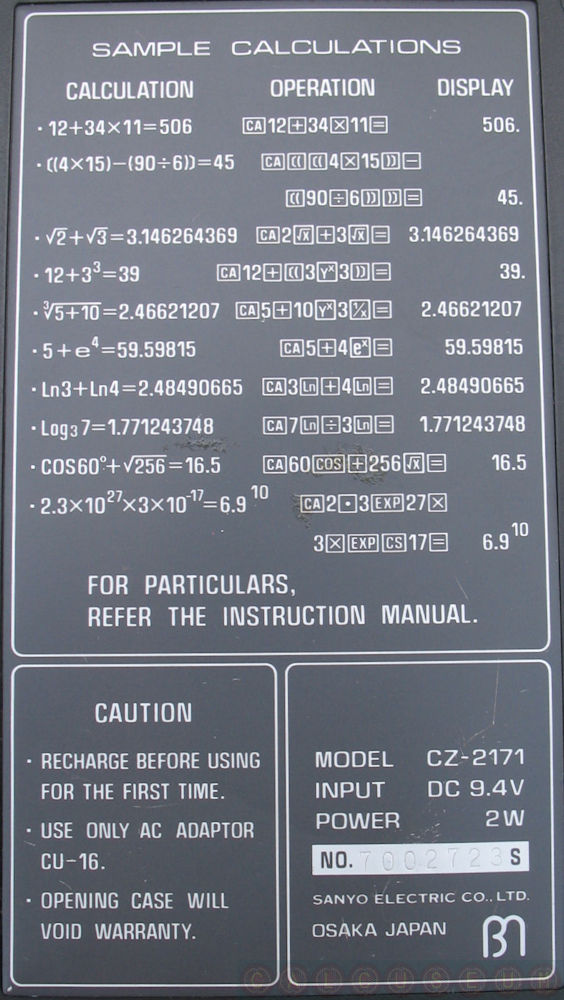 SAMPLE CALCULATIONS
CALCULATION OPERATION DISPLAY
· 12+34×11=506 [CA]12[+]34[×]11[=] 506.
· ((4×15)−(90÷6))=45 [CA][((][((]4[×]15[))][−]
[((]90[÷]6[))][))][=] 45.
· √2+√3=3.146264369 [CA]2[√x][+]3[√x][=] 3.146264369
· 12+3³=39 [CA]12[+][((]3[Yˣ]3[))][=] 39.
· ³√5+10=2.46621207 [CA]5[+]10[Yˣ]3[1/x][=] 2.46621207
· 5+e⁴=59.59815 [CA]5[+]4[eˣ][=] 59.59815
· Ln3+Ln4=2.48490665 [CA]3[Ln][+]4[Ln][=] 2.48490665
· Log₃7=1.771243748 [CA]7[Ln][÷]3[Ln][=] 1.771243748
· COS60°+√256=16.5 [CA]60[COS][+]256[√x][=] 16.5
· 2.3×10²⁷×3×10⁻¹⁷=6.9¹⁰ [CA]2[•]3[EXP]27[×]
3[×][EXP][CS]17[=] 6.9¹⁰
FOR PARTICULARS,
REFER THE INSTRUCTION MANUAL.
CAUTION
· RECHARGE BEFORE USING
FOR THE FIRST TIME.
· USE ONLY AC ADAPTOR
CU-16.
· OPENING CASE WILL
VOID WARRANTY.
MODEL CZ-2171
INPUT DC 9.4V
POWER 2W
NO. 7002723 S
SANYO ELECTRIC CO., LTD.
OSAKA JAPAN
CALCUSEUM